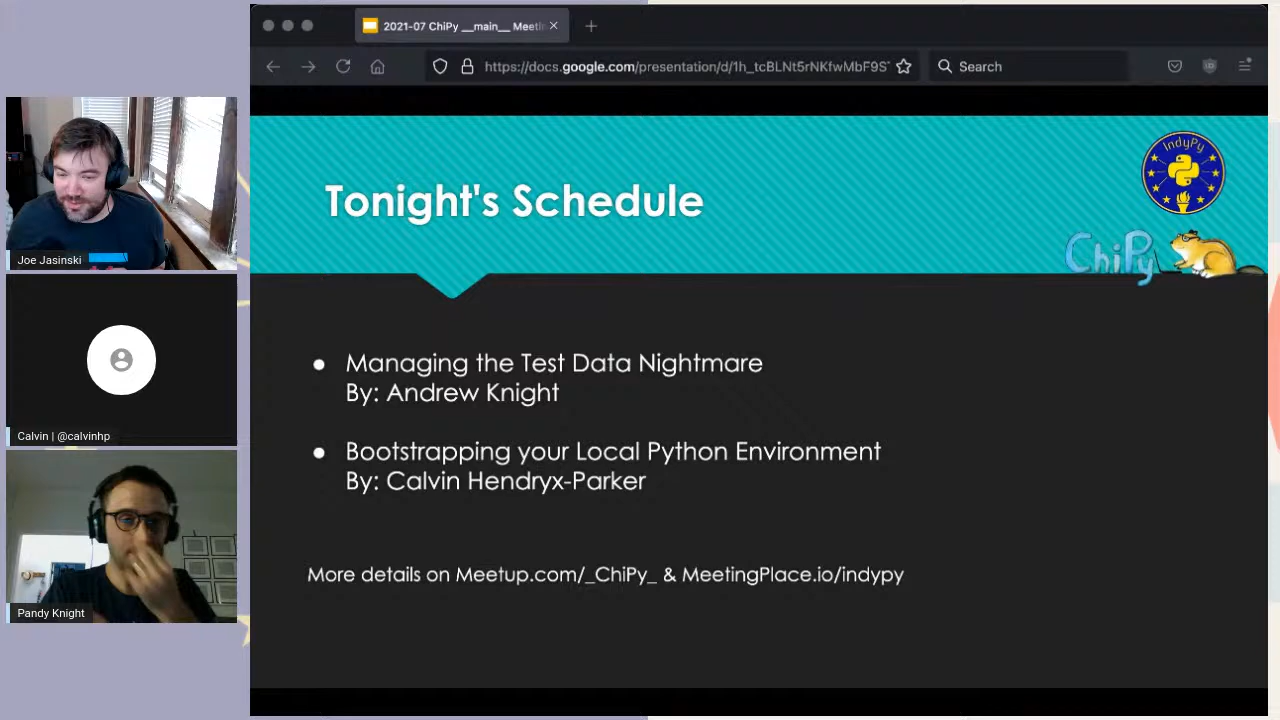 2021-07 ChiPy __main__ Meeti
https://docs.google.com/presentation/d/1h_tcBLNt5rNKfwMbF9S
Search
Tonight's Schedule
IndyPy
ChiPy
Joe Jasinski
Calvin | @calvinhp
Pandy Knight
● Managing the Test Data Nightmare
By: Andrew Knight
● Bootstrapping your Local Python Environment
By: Calvin Hendryx-Parker
More details on Meetup.com/_ChiPy_ & MeetingPlace.io/indypy